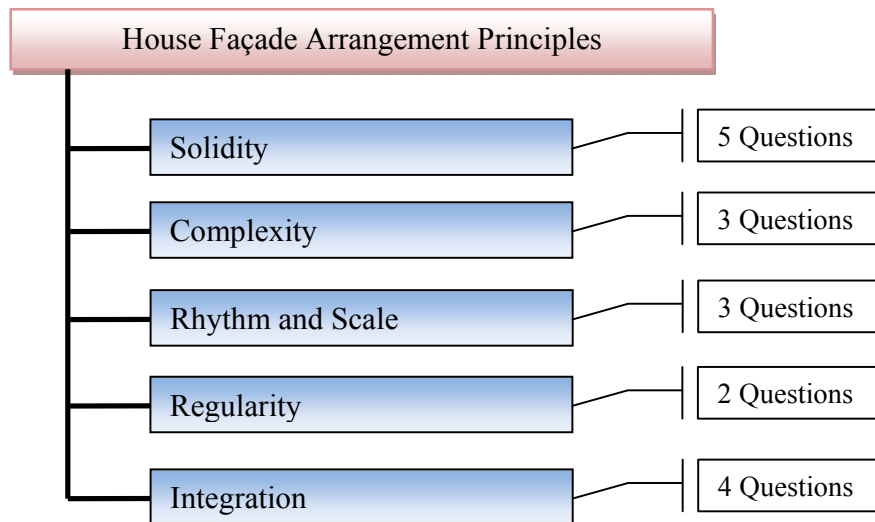 House Façade Arrangement Principles
Solidity
5 Questions
Complexity
3 Questions
Rhythm and Scale
3 Questions
Regularity
2 Questions
Integration
4 Questions